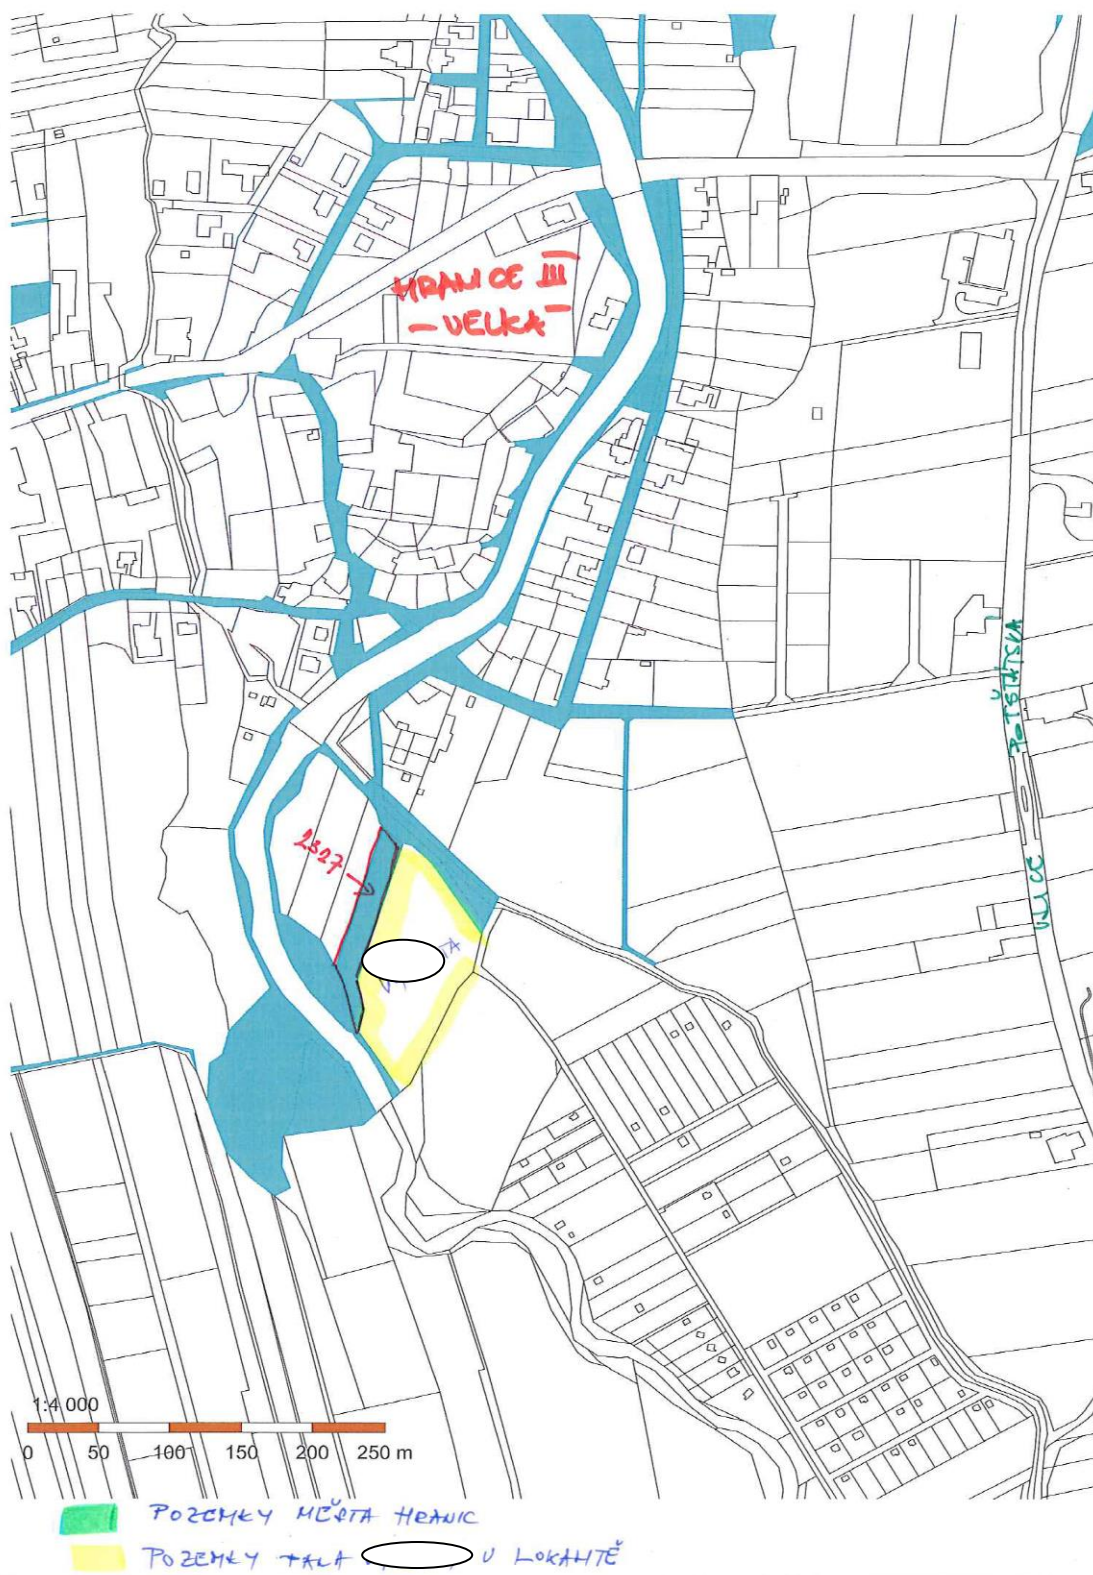 HRANICE III
- VELKÁ -
2327
POTŠTÁTSKÁ
ULICE
TA
1:4 000
0 50 100 150 200 250 m
POZEMKY MĚSTA HRANIC
POZEMKY V LOKALITĚ